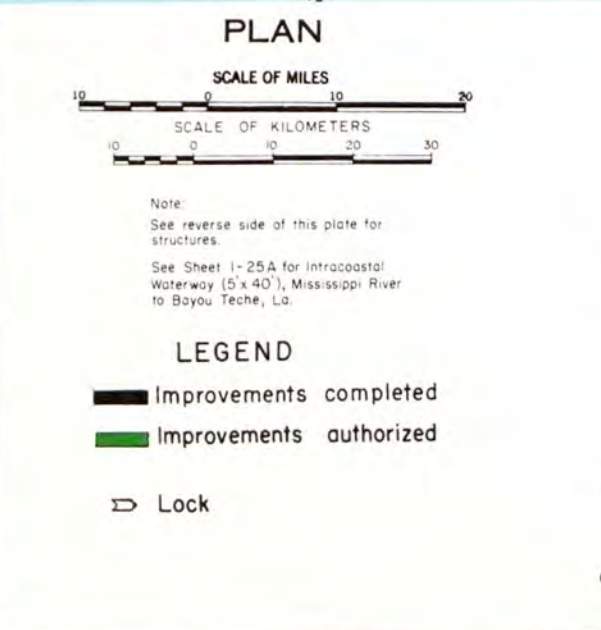 PLAN
SCALE OF MILES
10 0 10 20
SCALE OF KILOMETERS
10 0 10 20 30
Note:
See reverse side of this plate for
structures.
See Sheet 1-25A for Intracoastal
Waterway (5'x 40'), Mississippi River
to Bayou Teche, La.
LEGEND
Improvements completed
Improvements authorized
Lock